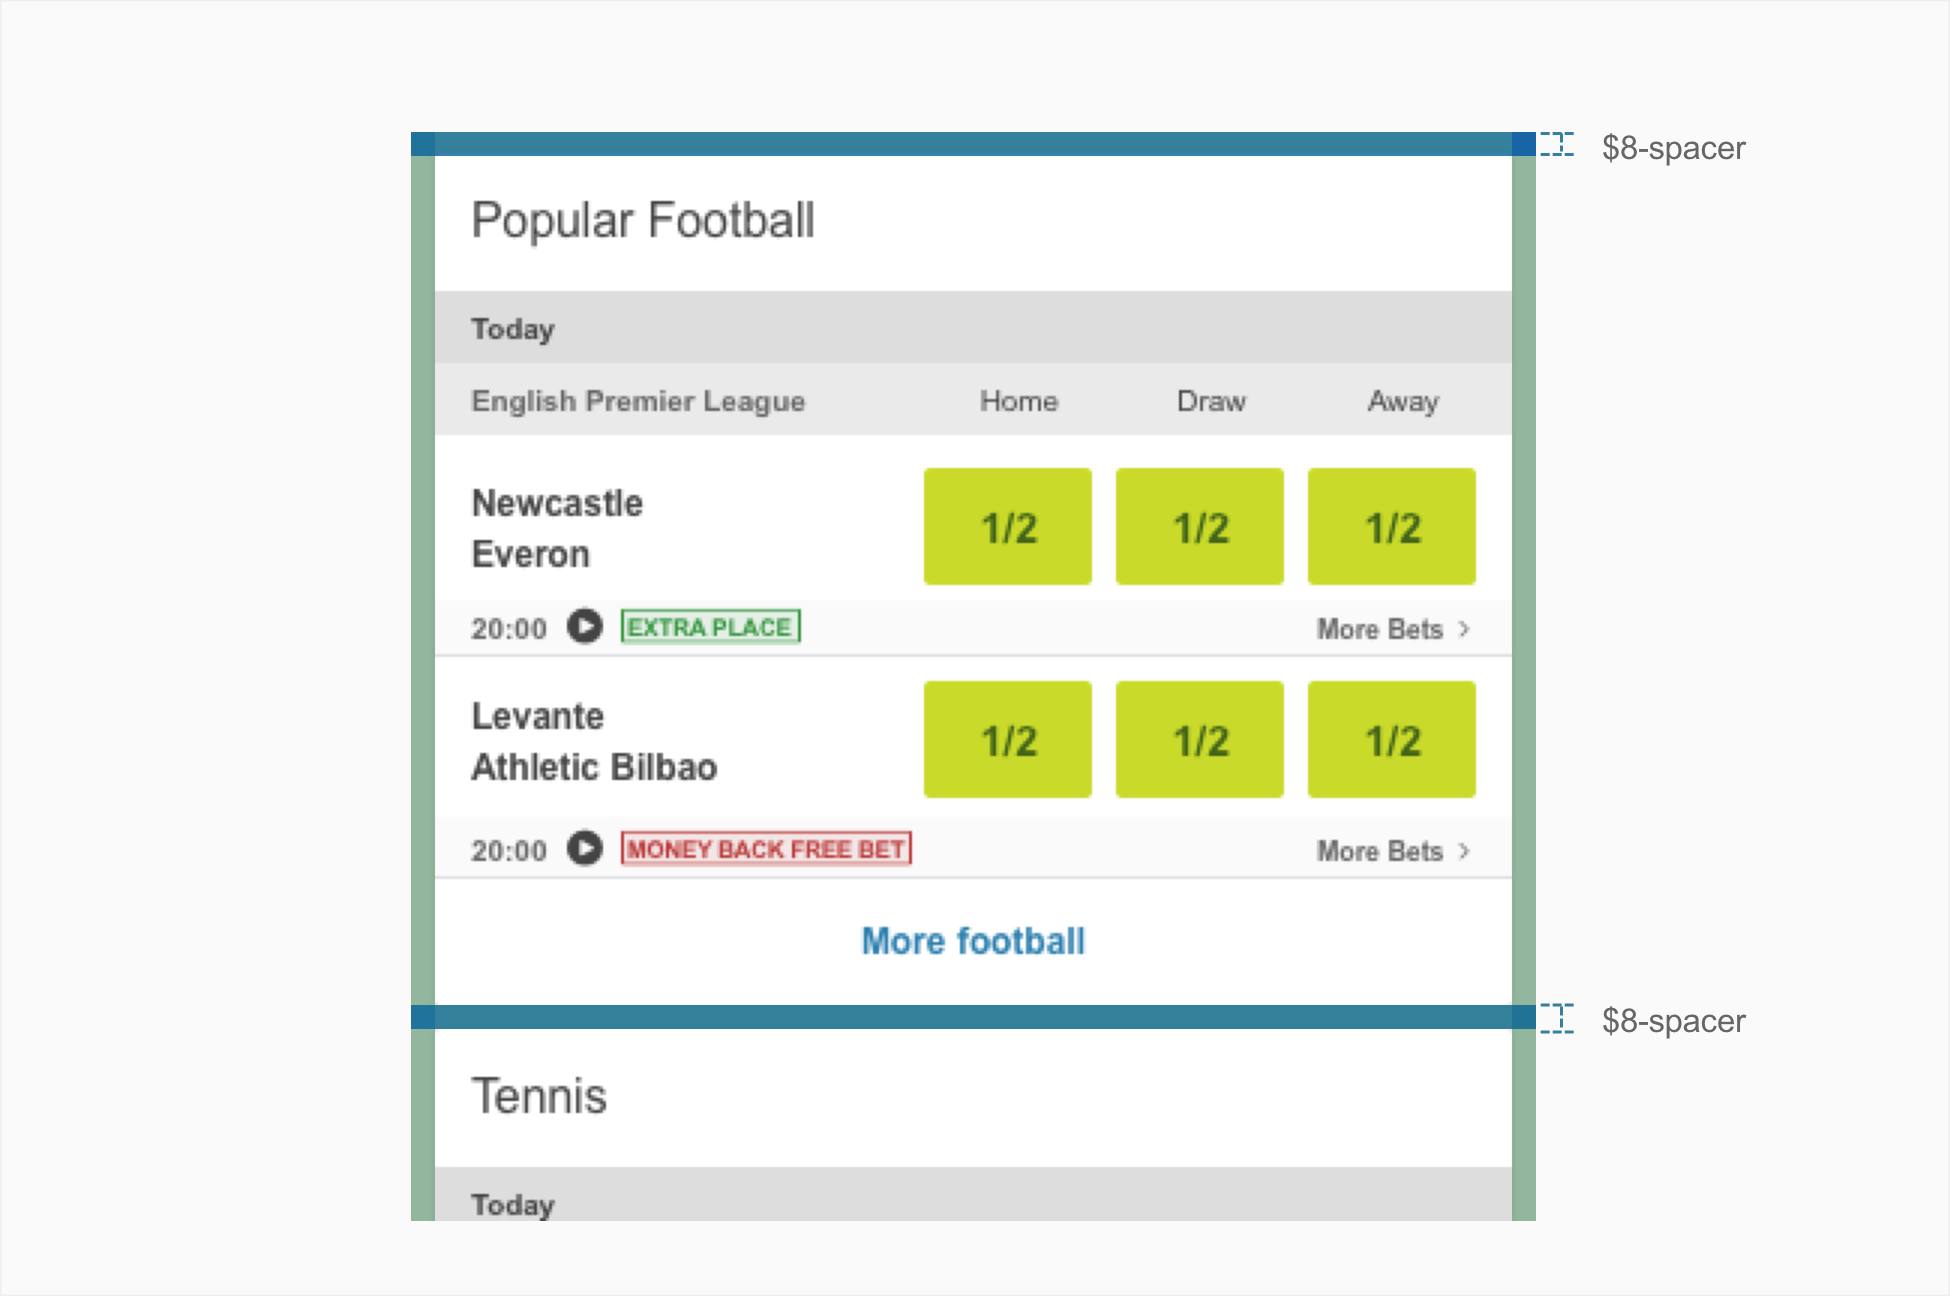 $8-spacer
Popular Football
Today
English Premier League Home Draw Away
Newcastle
Everon
1/2 1/2 1/2
20:00 EXTRA PLACE More Bets >
Levante
Athletic Bilbao
1/2 1/2 1/2
20:00 MONEY BACK FREE BET More Bets >
More football
$8-spacer
Tennis
Today